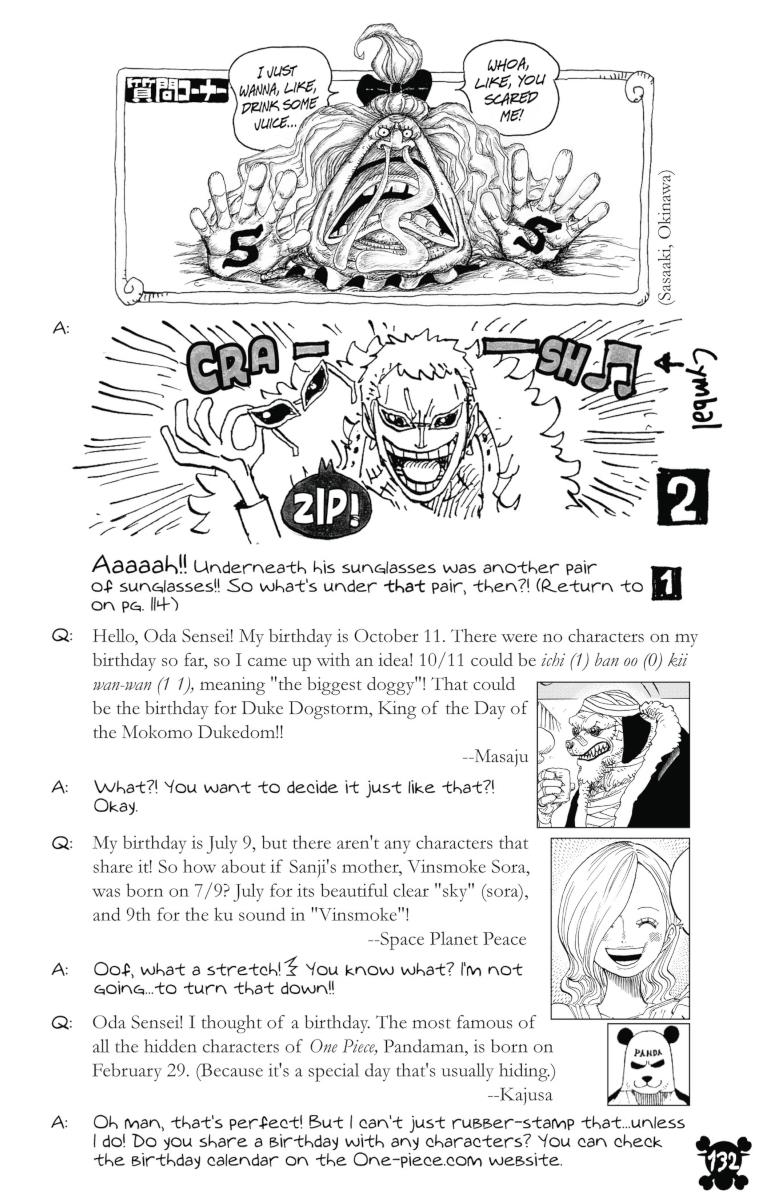 質問コーナー
I JUST
WANNA, LIKE,
DRINK SOME
JUICE...
WHOA,
LIKE, YOU
SCARED
ME!
S
B
S
(Sasaaki, Okinawa)
A:
CRA — SH
Cymbal
ZIP!
2
Aaaaah!! Underneath his sunglasses was another pair
of sunglasses!! So what's under that pair, then?! (Return to
on pg. 114)
1
Q: Hello, Oda Sensei! My birthday is October 11. There were no characters on my
birthday so far, so I came up with an idea! 10/11 could be ichi (1) ban oo (0) kii
wan-wan (1 1), meaning "the biggest doggy"! That could
be the birthday for Duke Dogstorm, King of the Day of
the Mokomo Dukedom!!
--Masaju
A: What?! You want to decide it just like that?!
Okay.
Q: My birthday is July 9, but there aren't any characters that
share it! So how about if Sanji's mother, Vinsmoke Sora,
was born on 7/9? July for its beautiful clear "sky" (sora),
and 9th for the ku sound in "Vinsmoke"!
--Space Planet Peace
A: Oof, what a stretch! You know what? I'm not
going...to turn that down!!
Q: Oda Sensei! I thought of a birthday. The most famous of
all the hidden characters of One Piece, Pandaman, is born on
February 29. (Because it's a special day that's usually hiding.)
--Kajusa
PANDA
A: Oh man, that's perfect! But I can't just rubber-stamp that...unless
I do! Do you share a birthday with any characters? You can check
the birthday calendar on the One-piece.com website.
132